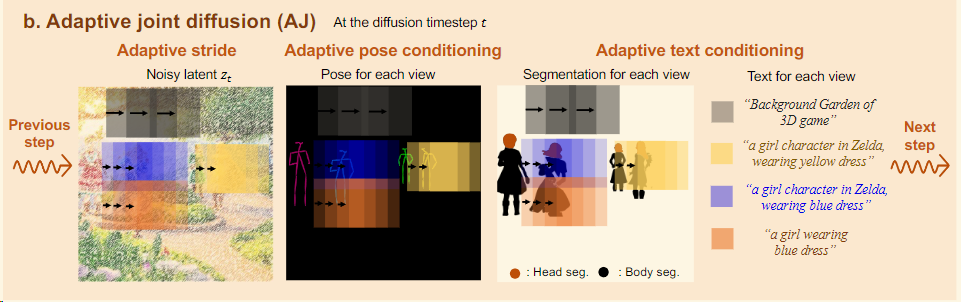 b. Adaptive joint diffusion (AJ) At the diffusion timestep t
Adaptive stride
Adaptive pose conditioning
Adaptive text conditioning
Noisy latent zt
Pose for each view
Segmentation for each view
Text for each view
Previous
step
"Background Garden of
3D game"
"a girl character in Zelda,
wearing yellow dress"
"a girl character in Zelda,
wearing blue dress"
"a girl wearing
blue dress"
: Head seg.
: Body seg.
Next
step